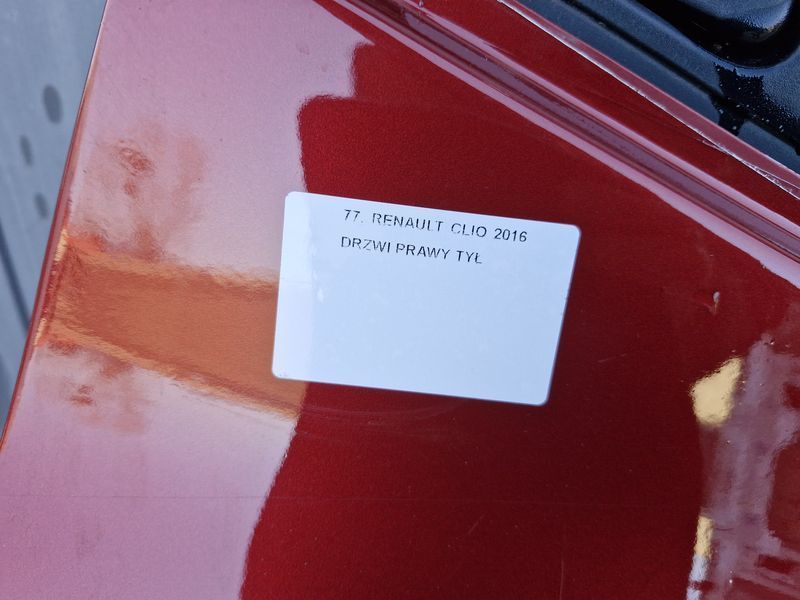 77. RENAULT CLIO 2016
DRZWI PRAWY TYŁ